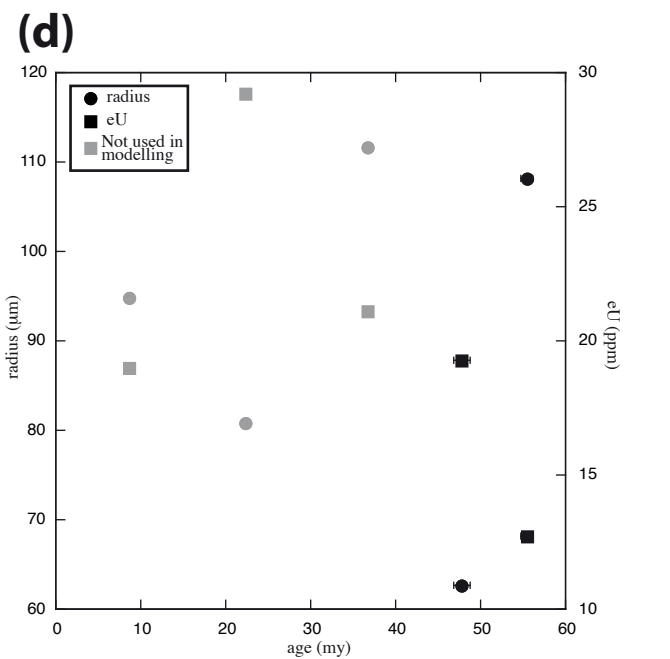 (d)
120
110
100
90
80
70
60
radius (μm)
radius
eU
Not used in
modelling
30
25
20
15
10
eU (ppm)
0 10 20 30 40 50 60
age (my)